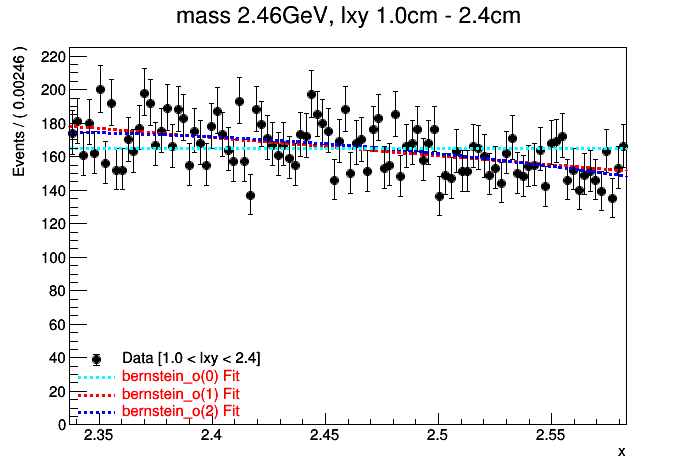 mass 2.46GeV, lxy 1.0cm - 2.4cm
Events / ( 0.00246 )
220
200
180
160
140
120
100
80
60
40
20
0
Data [1.0 < lxy < 2.4]
bernstein_o(0) Fit
bernstein_o(1) Fit
bernstein_o(2) Fit
2.35 2.4 2.45 2.5 2.55
x